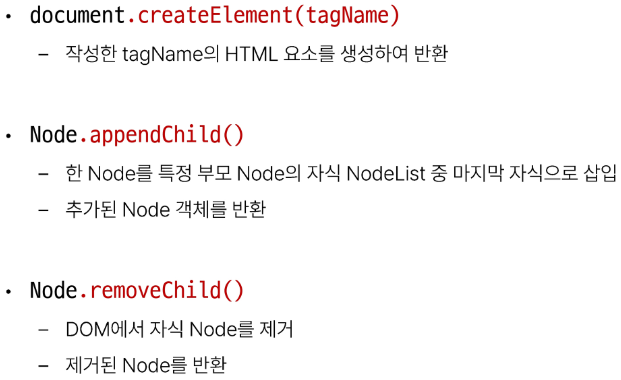 • document.createElement(tagName)
– 작성한 tagName의 HTML 요소를 생성하여 반환
• Node.appendChild()
– 한 Node를 특정 부모 Node의 자식 NodeList 중 마지막 자식으로 삽입
– 추가된 Node 객체를 반환
• Node.removeChild()
– DOM에서 자식 Node를 제거
– 제거된 Node를 반환